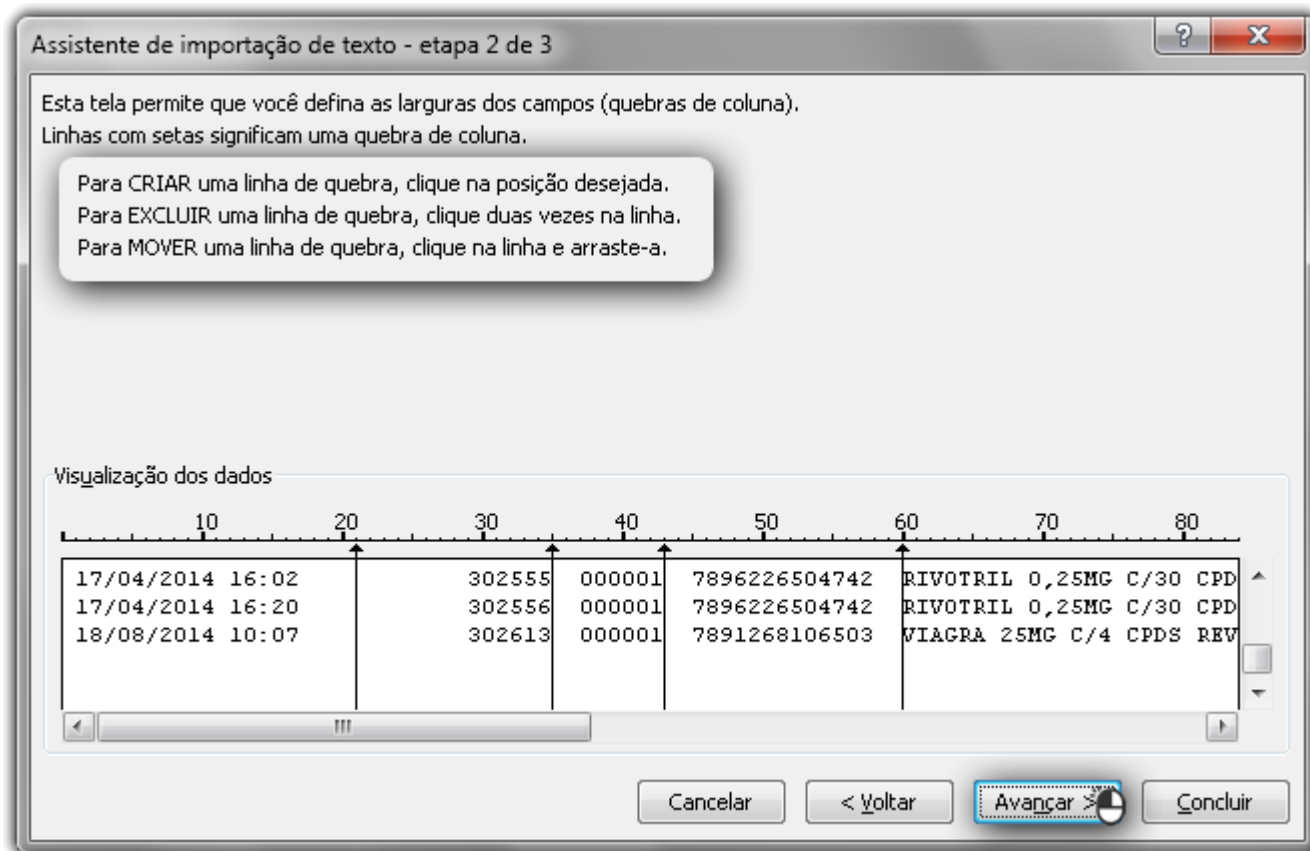 Assistente de importação de texto - etapa 2 de 3
?
Esta tela permite que você defina as larguras dos campos (quebras de coluna).
Linhas com setas significam uma quebra de coluna.
Para CRIAR uma linha de quebra, clique na posição desejada.
Para EXCLUIR uma linha de quebra, clique duas vezes na linha.
Para MOVER uma linha de quebra, clique na linha e arraste-a.
Visualização dos dados
10 20 30 40 50 60 70 80
17/04/2014 16:02 302555 000001 7896226504742 RIVOTRIL 0,25MG C/30 CPD
17/04/2014 16:20 302556 000001 7896226504742 RIVOTRIL 0,25MG C/30 CPD
18/08/2014 10:07 302613 000001 7891268106503 VIAGRA 25MG C/4 CPDS REV
Cancelar < Voltar Avançar > Concluir